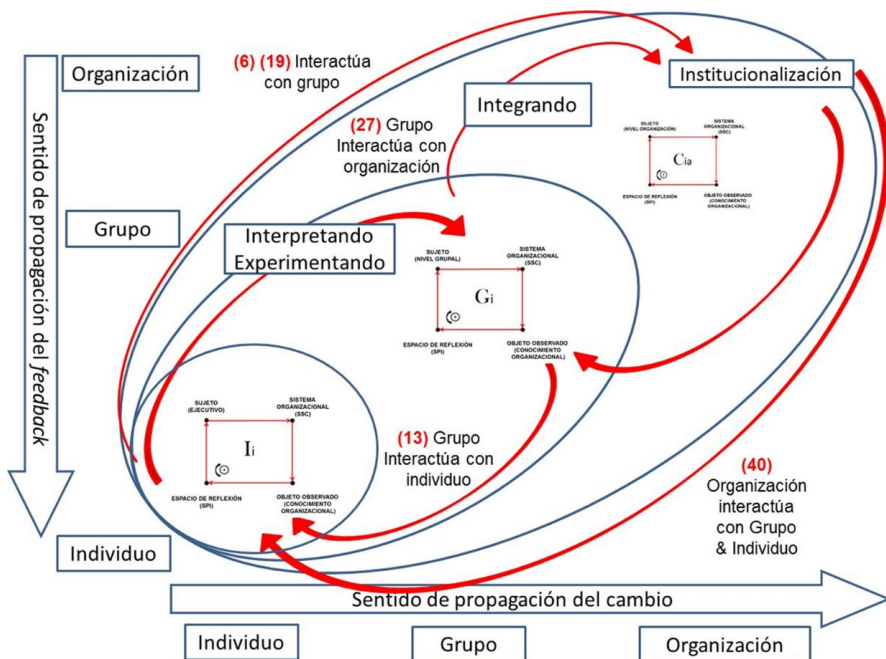 Organización
(6) (19) Interactúa
con grupo
Institucionalización
Integrando
(27) Grupo
Interactúa con
organización
SUJETO
(NIVEL ORGANIZACIÓN)
SISTEMA
ORGANIZACIONAL
(SSC)
Cia
ESPACIO DE REFLEXIÓN
(SPI)
OBJETO OBSERVADO
(CONOCIMIENTO
ORGANIZACIONAL)
Sentido de propagación del feedback
Grupo
Interpretando
Experimentando
SUJETO
(NIVEL GRUPAL)
SISTEMA
ORGANIZACIONAL
(SSC)
Gi
ESPACIO DE REFLEXIÓN
(SPI)
OBJETO OBSERVADO
(CONOCIMIENTO
ORGANIZACIONAL)
SUJETO
(EJECUTIVO)
SISTEMA
ORGANIZACIONAL
(SSC)
Ii
ESPACIO DE REFLEXIÓN
(SPI)
OBJETO OBSERVADO
(CONOCIMIENTO
ORGANIZACIONAL)
(13) Grupo
Interactúa con
individuo
(40)
Organización
interactúa
con Grupo
& Individuo
Individuo
Sentido de propagación del cambio
Individuo
Grupo
Organización